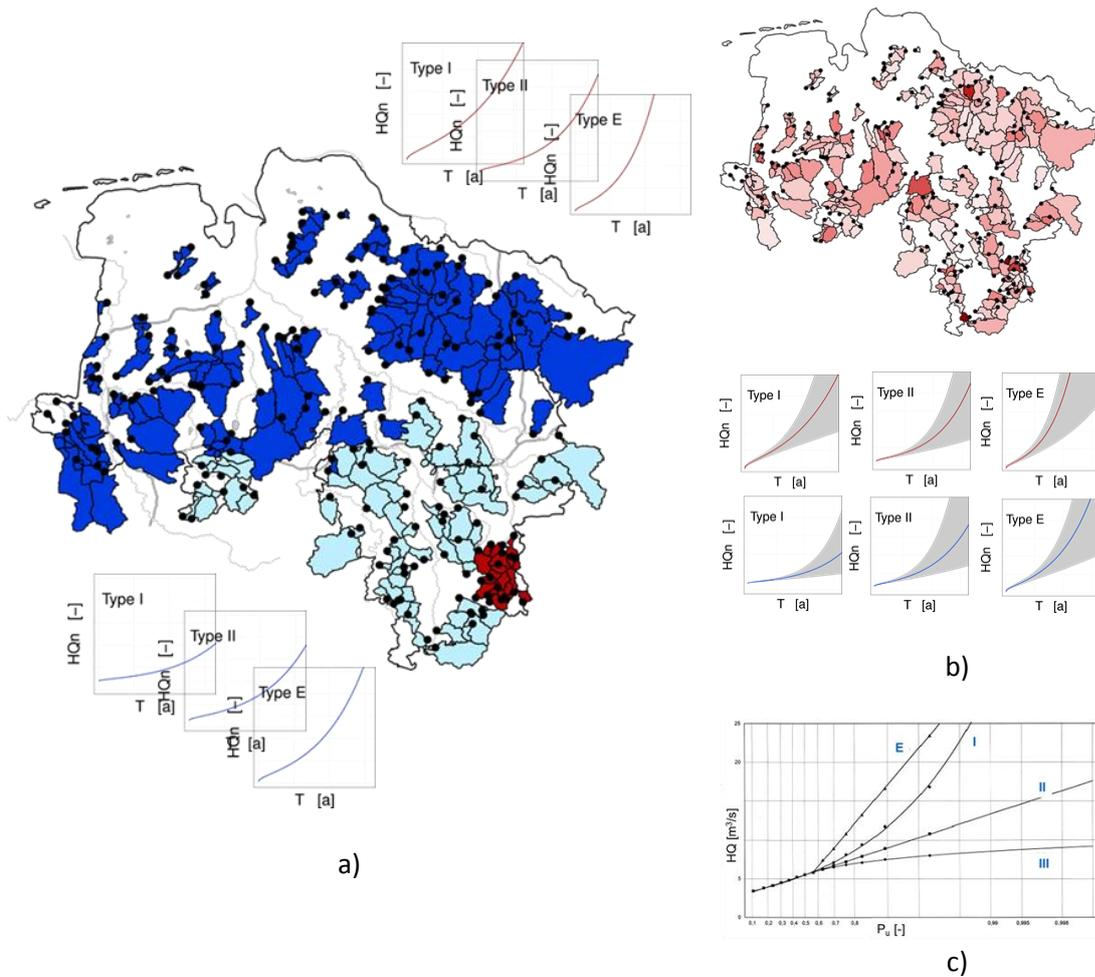 Type I
HQn [–]
T [a]
Type II
HQn [–]
T [a]
Type E
HQn [–]
T [a]
Type I
HQn [–]
T [a]
Type II
HQn [–]
T [a]
Type E
HQn [–]
T [a]
a)
Type I
HQn [–]
T [a]
Type II
HQn [–]
T [a]
Type E
HQn [–]
T [a]
Type I
HQn [–]
T [a]
Type II
HQn [–]
T [a]
Type E
HQn [–]
T [a]
b)
25
20
5
0
HQ [m³/s]
E
I
II
III
0,1 0,2 0,3 0,4 0,5 0,6 0,7 0,8 0,99 0,995 0,998
Pu [-]
c)